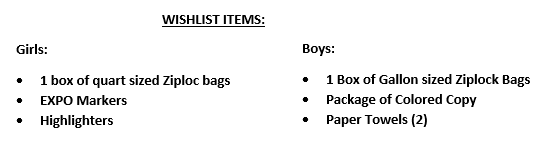 WISHLIST ITEMS:
Girls:
• 1 box of quart sized Ziploc bags
• EXPO Markers
• Highlighters
Boys:
• 1 Box of Gallon sized Ziplock Bags
• Package of Colored Copy
• Paper Towels (2)